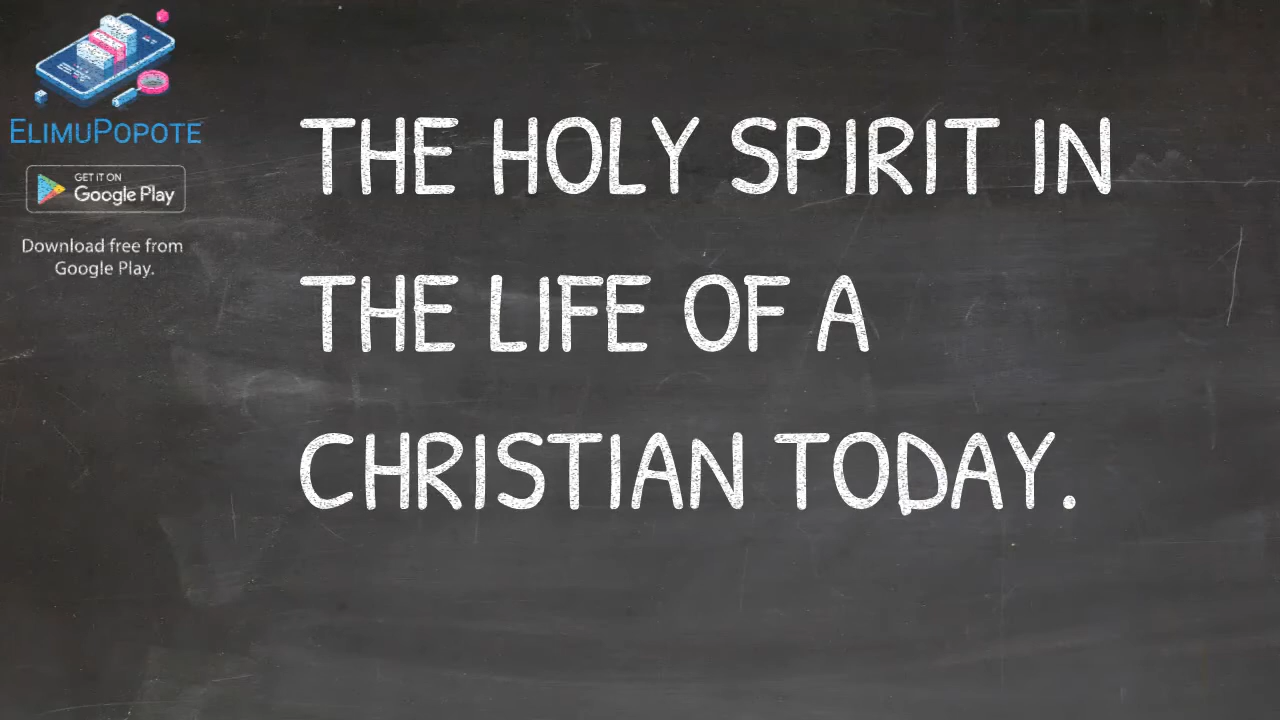 ELIMUPOPOTE
GET IT ON
Google Play
Download free from
Google Play.
THE HOLY SPIRIT IN
THE LIFE OF A
CHRISTIAN TODAY.